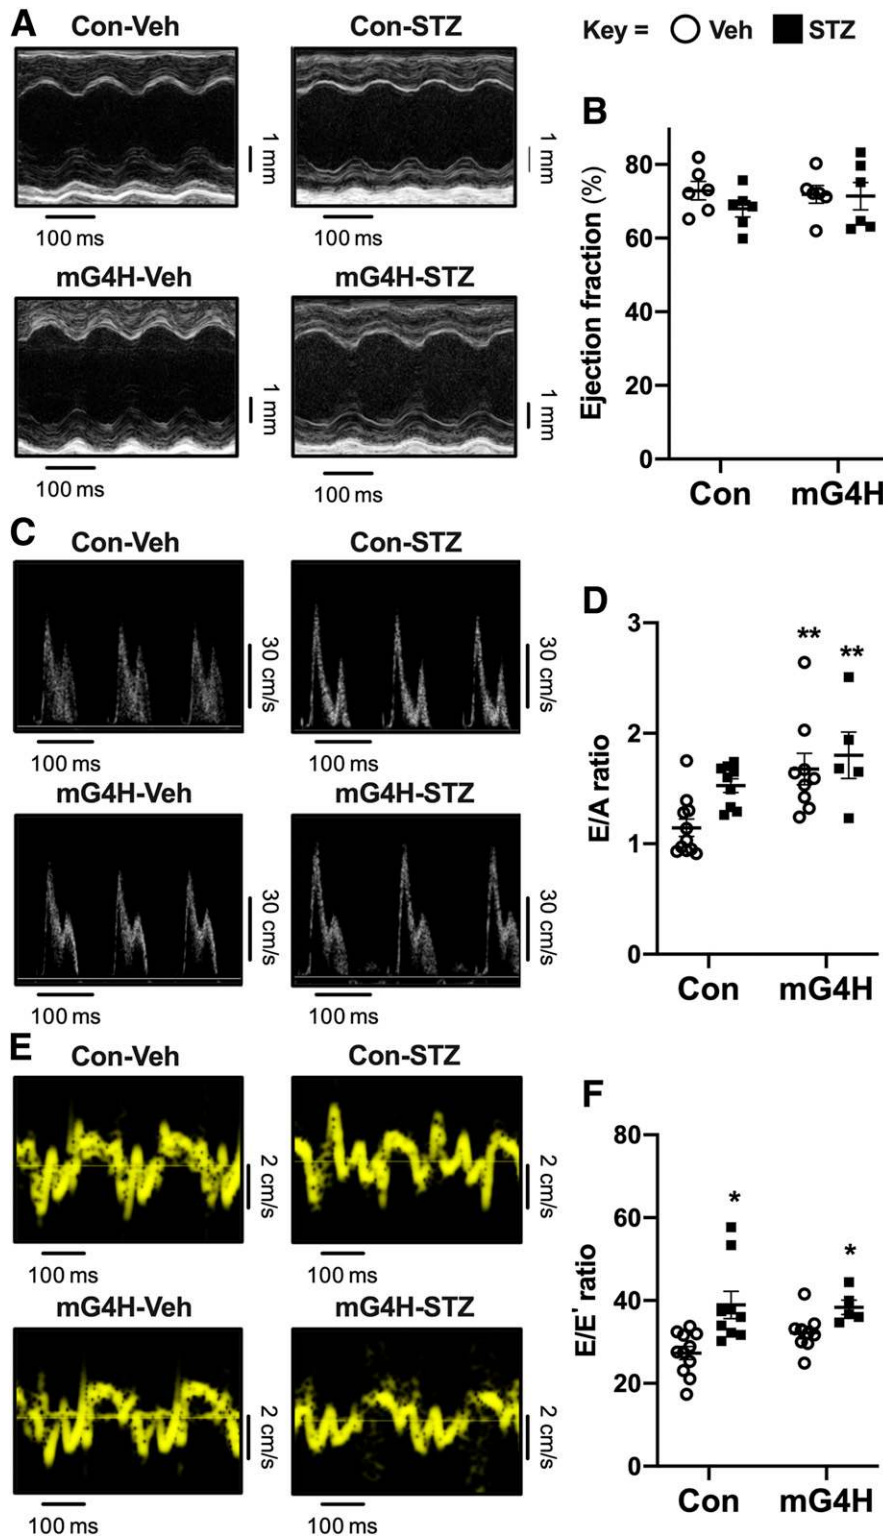 A
Con-Veh
Con-STZ
Key = Veh STZ
1 mm
1 mm
100 ms
100 ms
mG4H-Veh
mG4H-STZ
1 mm
1 mm
100 ms
100 ms
B
Ejection fraction (%)
80
60
40
20
0
Con
mG4H
C
Con-Veh
Con-STZ
30 cm/s
30 cm/s
100 ms
100 ms
mG4H-Veh
mG4H-STZ
30 cm/s
30 cm/s
100 ms
100 ms
D
E/A ratio
3
2
1
0
**
**
Con
mG4H
E
Con-Veh
Con-STZ
2 cm/s
2 cm/s
100 ms
100 ms
mG4H-Veh
mG4H-STZ
2 cm/s
2 cm/s
100 ms
100 ms
F
E/E' ratio
80
60
40
20
0
*
*
Con
mG4H